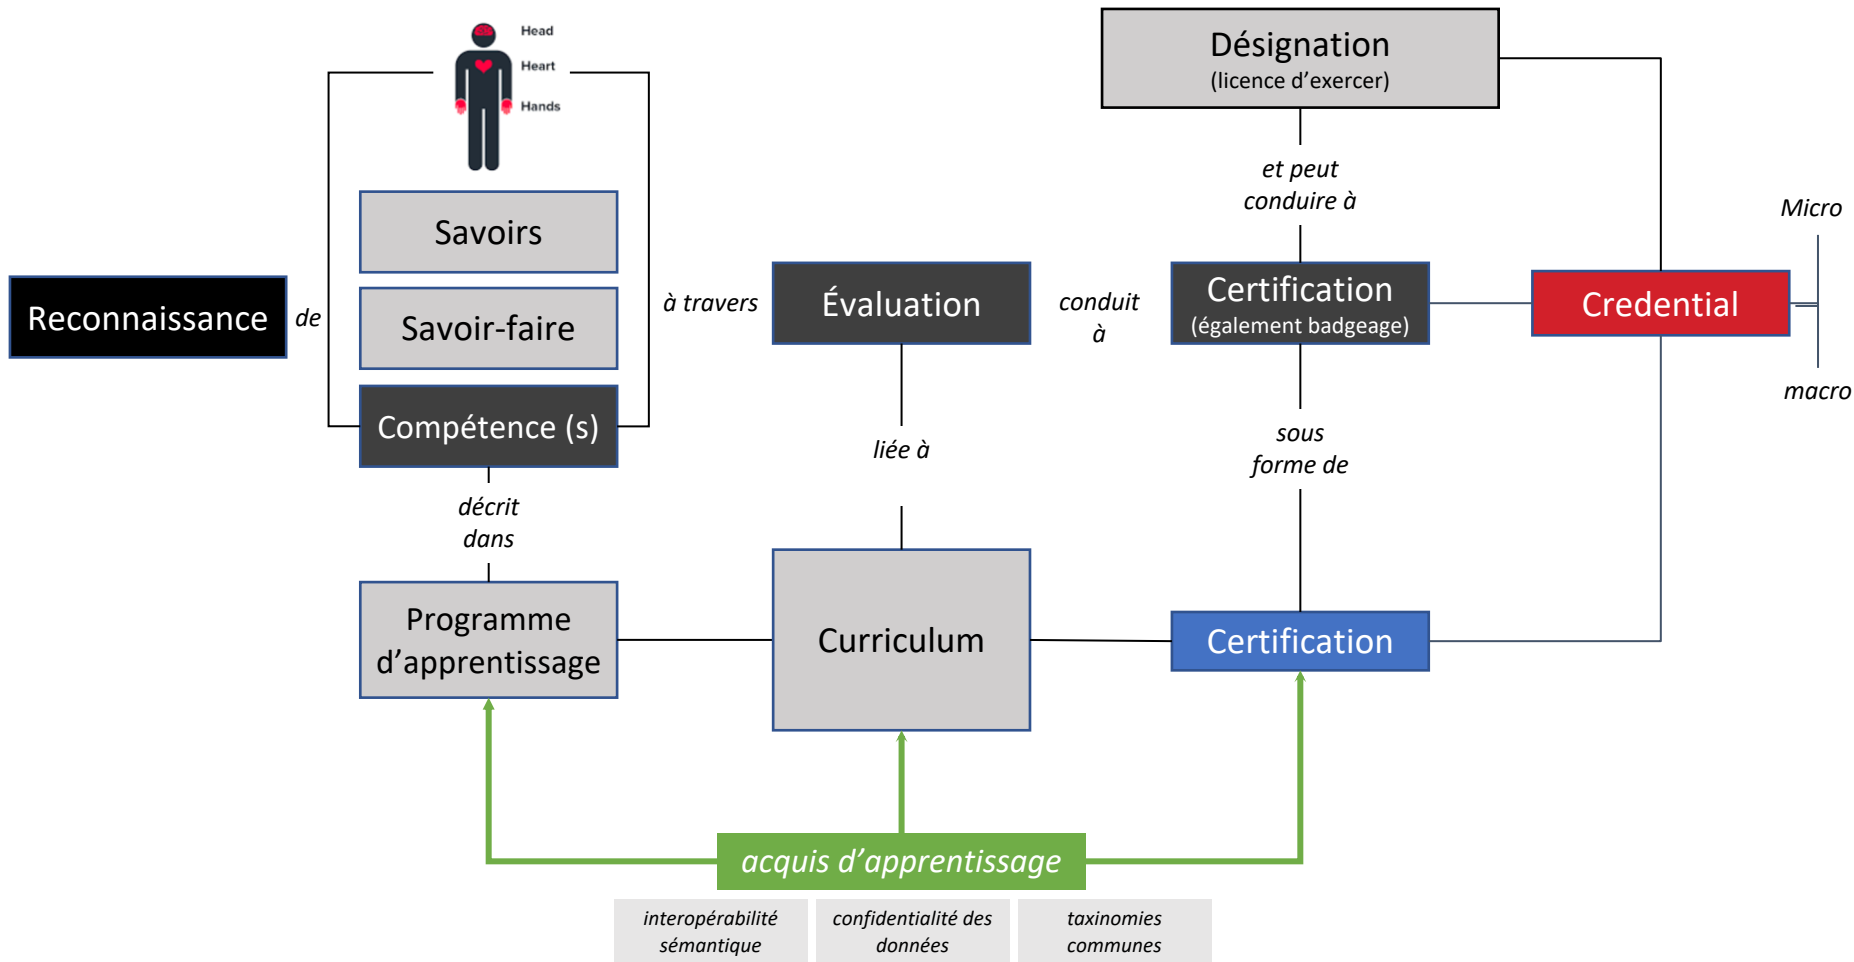 Head
Heart
Hands
Désignation
(licence d’exercer)
et peut
conduire à
Micro
Savoirs
Reconnaissance
de
Savoir-faire
à travers
Évaluation
conduit
à
Certification
(également badgeage)
Credential
macro
Compétence (s)
liée à
sous
forme de
décrit
dans
Programme
d’apprentissage
Curriculum
Certification
acquis d’apprentissage
interopérabilité
sémantique
confidentialité des
données
taxinomies
communes